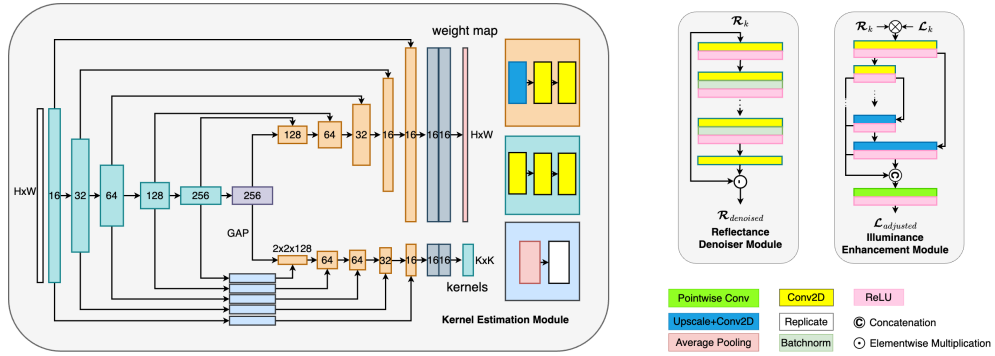 weight map
HxW
16
32
64
128
256
256
128
64
32
16
16
16
16
HxW
GAP
2x2x128
64
64
32
16
16
16
KxK
kernels
Kernel Estimation Module
R_k
R_denoised
Reflectance
Denoiser Module
R_k
L_k
C
L_adjusted
Illuminance
Enhancement Module
Pointwise Conv
Conv2D
ReLU
Upscale+Conv2D
Replicate
C Concatenation
Average Pooling
Batchnorm
Elementwise Multiplication